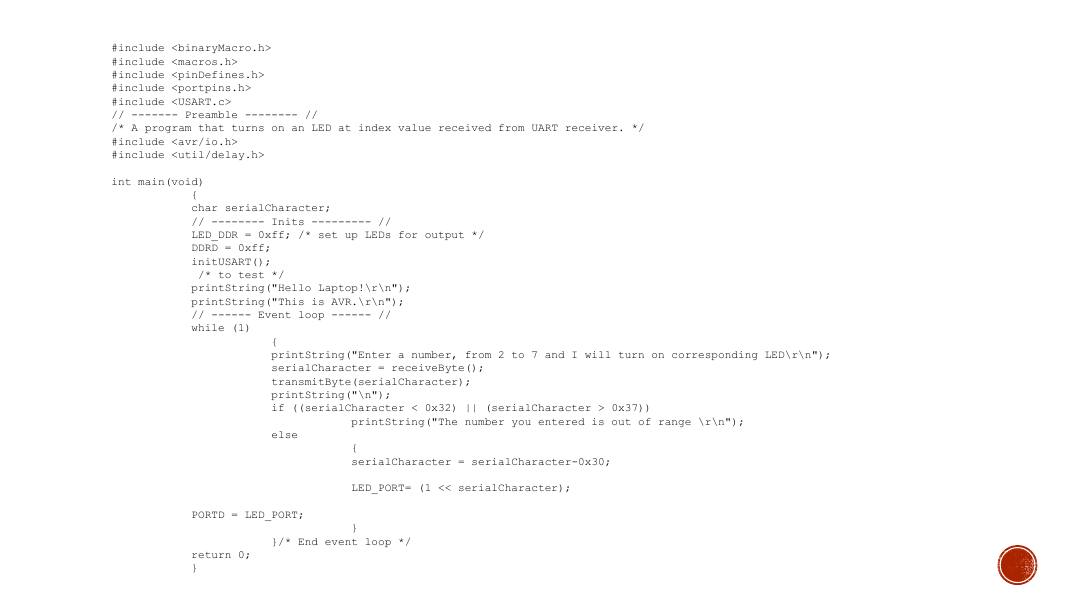 #include <binaryMacro.h>
#include <macros.h>
#include <pinDefines.h>
#include <portpins.h>
#include <USART.c>
// ------- Preamble -------- //
/* A program that turns on an LED at index value received from UART receiver. */
#include <avr/io.h>
#include <util/delay.h>
int main(void)
{
char serialCharacter;
// -------- Inits --------- //
LED_DDR = 0xff; /* set up LEDs for output */
DDRD = 0xff;
initUSART();
/* to test */
printString("Hello Laptop!\r\n");
printString("This is AVR.\r\n");
// ------ Event loop ------ //
while (1)
{
printString("Enter a number, from 2 to 7 and I will turn on corresponding LED\r\n");
serialCharacter = receiveByte();
transmitByte(serialCharacter);
printString("\n");
if ((serialCharacter < 0x32) || (serialCharacter > 0x37))
printString("The number you entered is out of range \r\n");
else
{
serialCharacter = serialCharacter-0x30;
LED_PORT= (1 << serialCharacter);
PORTD = LED_PORT;
}
}/* End event loop */
return 0;
}